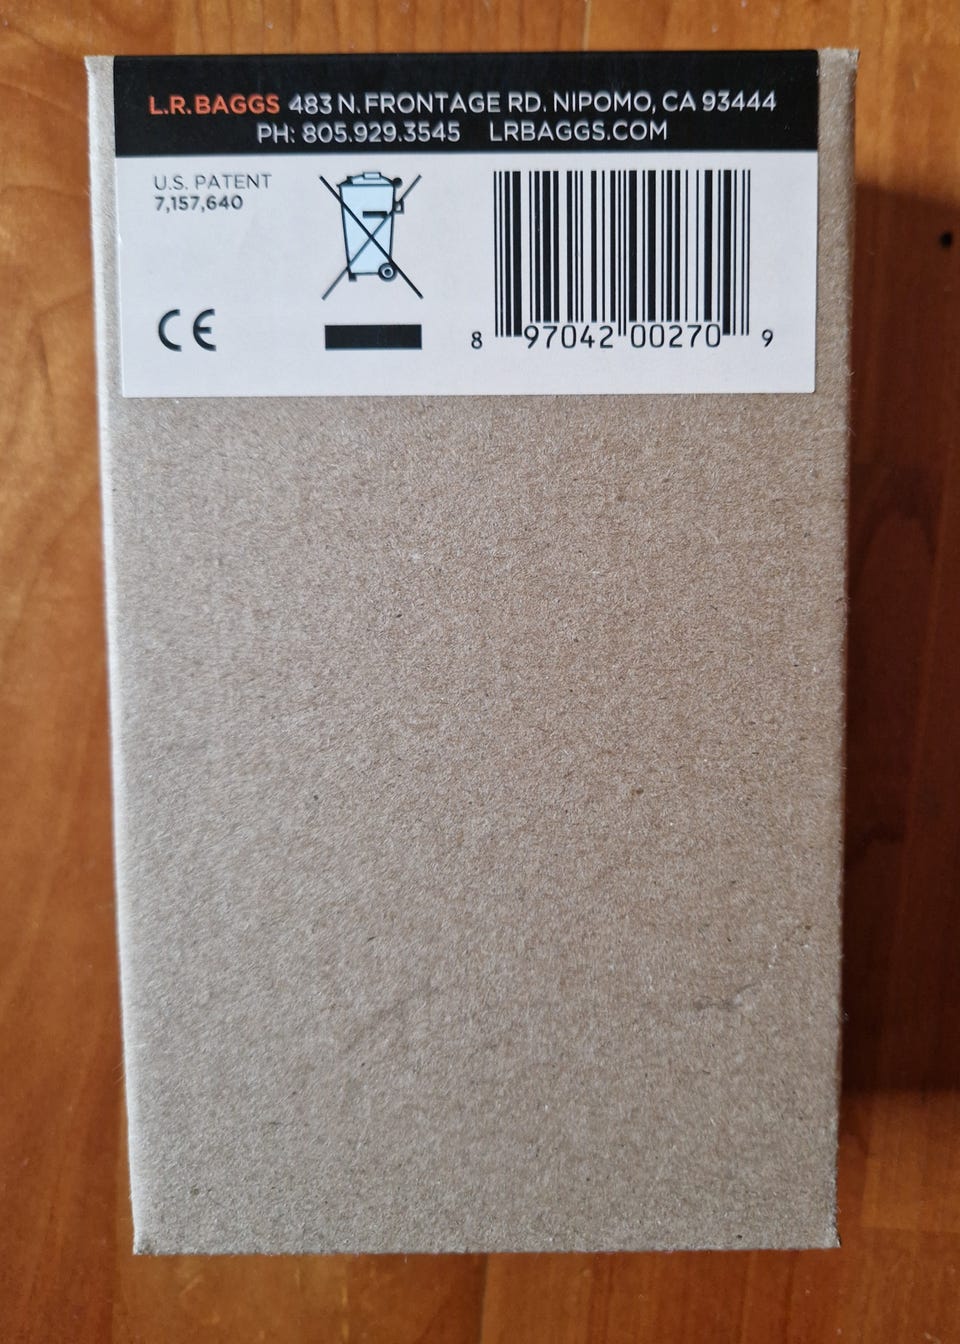 L.R. BAGGS 483 N. FRONTAGE RD. NIPOMO, CA 93444
PH: 805.929.3545 LRBAGGS.COM
U.S. PATENT
7,157,640
CE
8 97042 00270 9